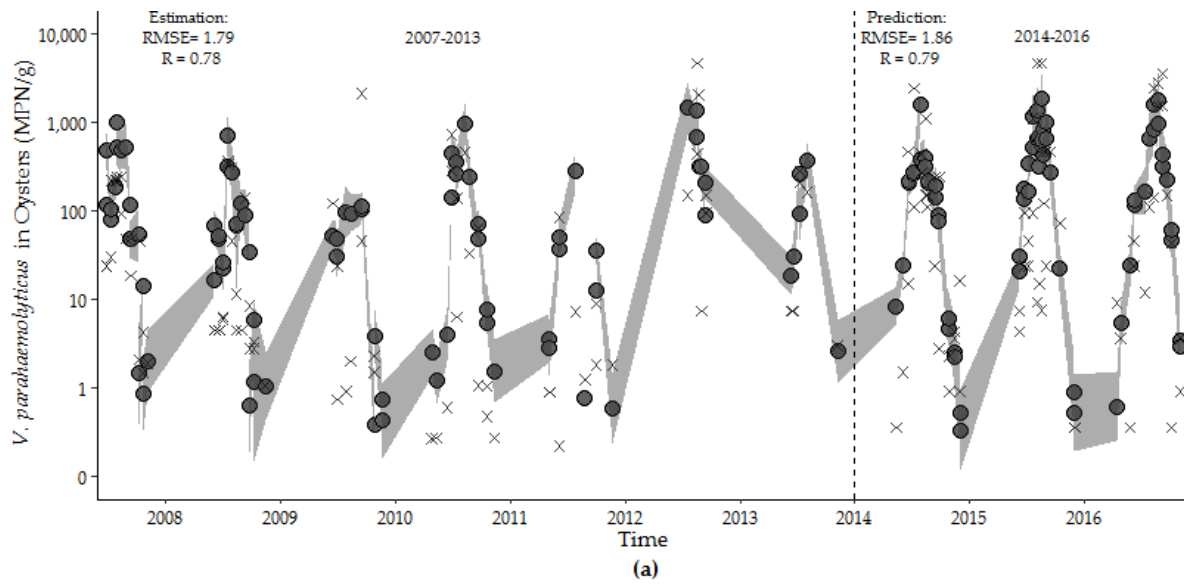 Estimation:
RMSE= 1.79
R = 0.78
2007-2013
Prediction:
RMSE= 1.86
R = 0.79
2014-2016
V. parahaemolyticus in Oysters (MPN/g)
10,000
1,000
100
10
1
0
2008
2009
2010
2011
2012
2013
2014
2015
2016
Time
(a)